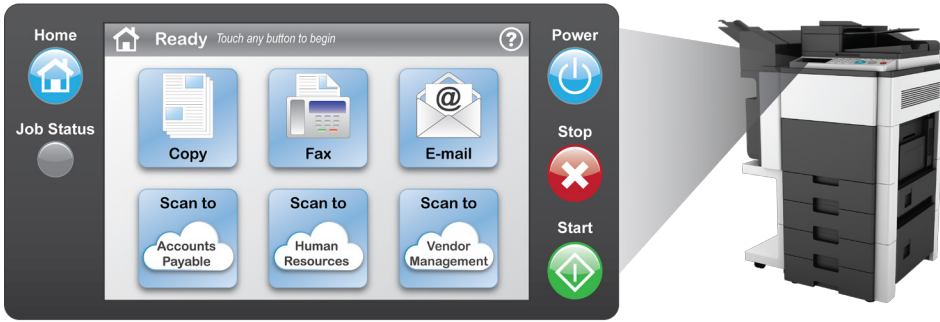 Home
Job Status
Ready Touch any button to begin ?
Copy
Fax
@
E-mail
Scan to
Accounts
Payable
Scan to
Human
Resources
Scan to
Vendor
Management
Power
Stop
Start